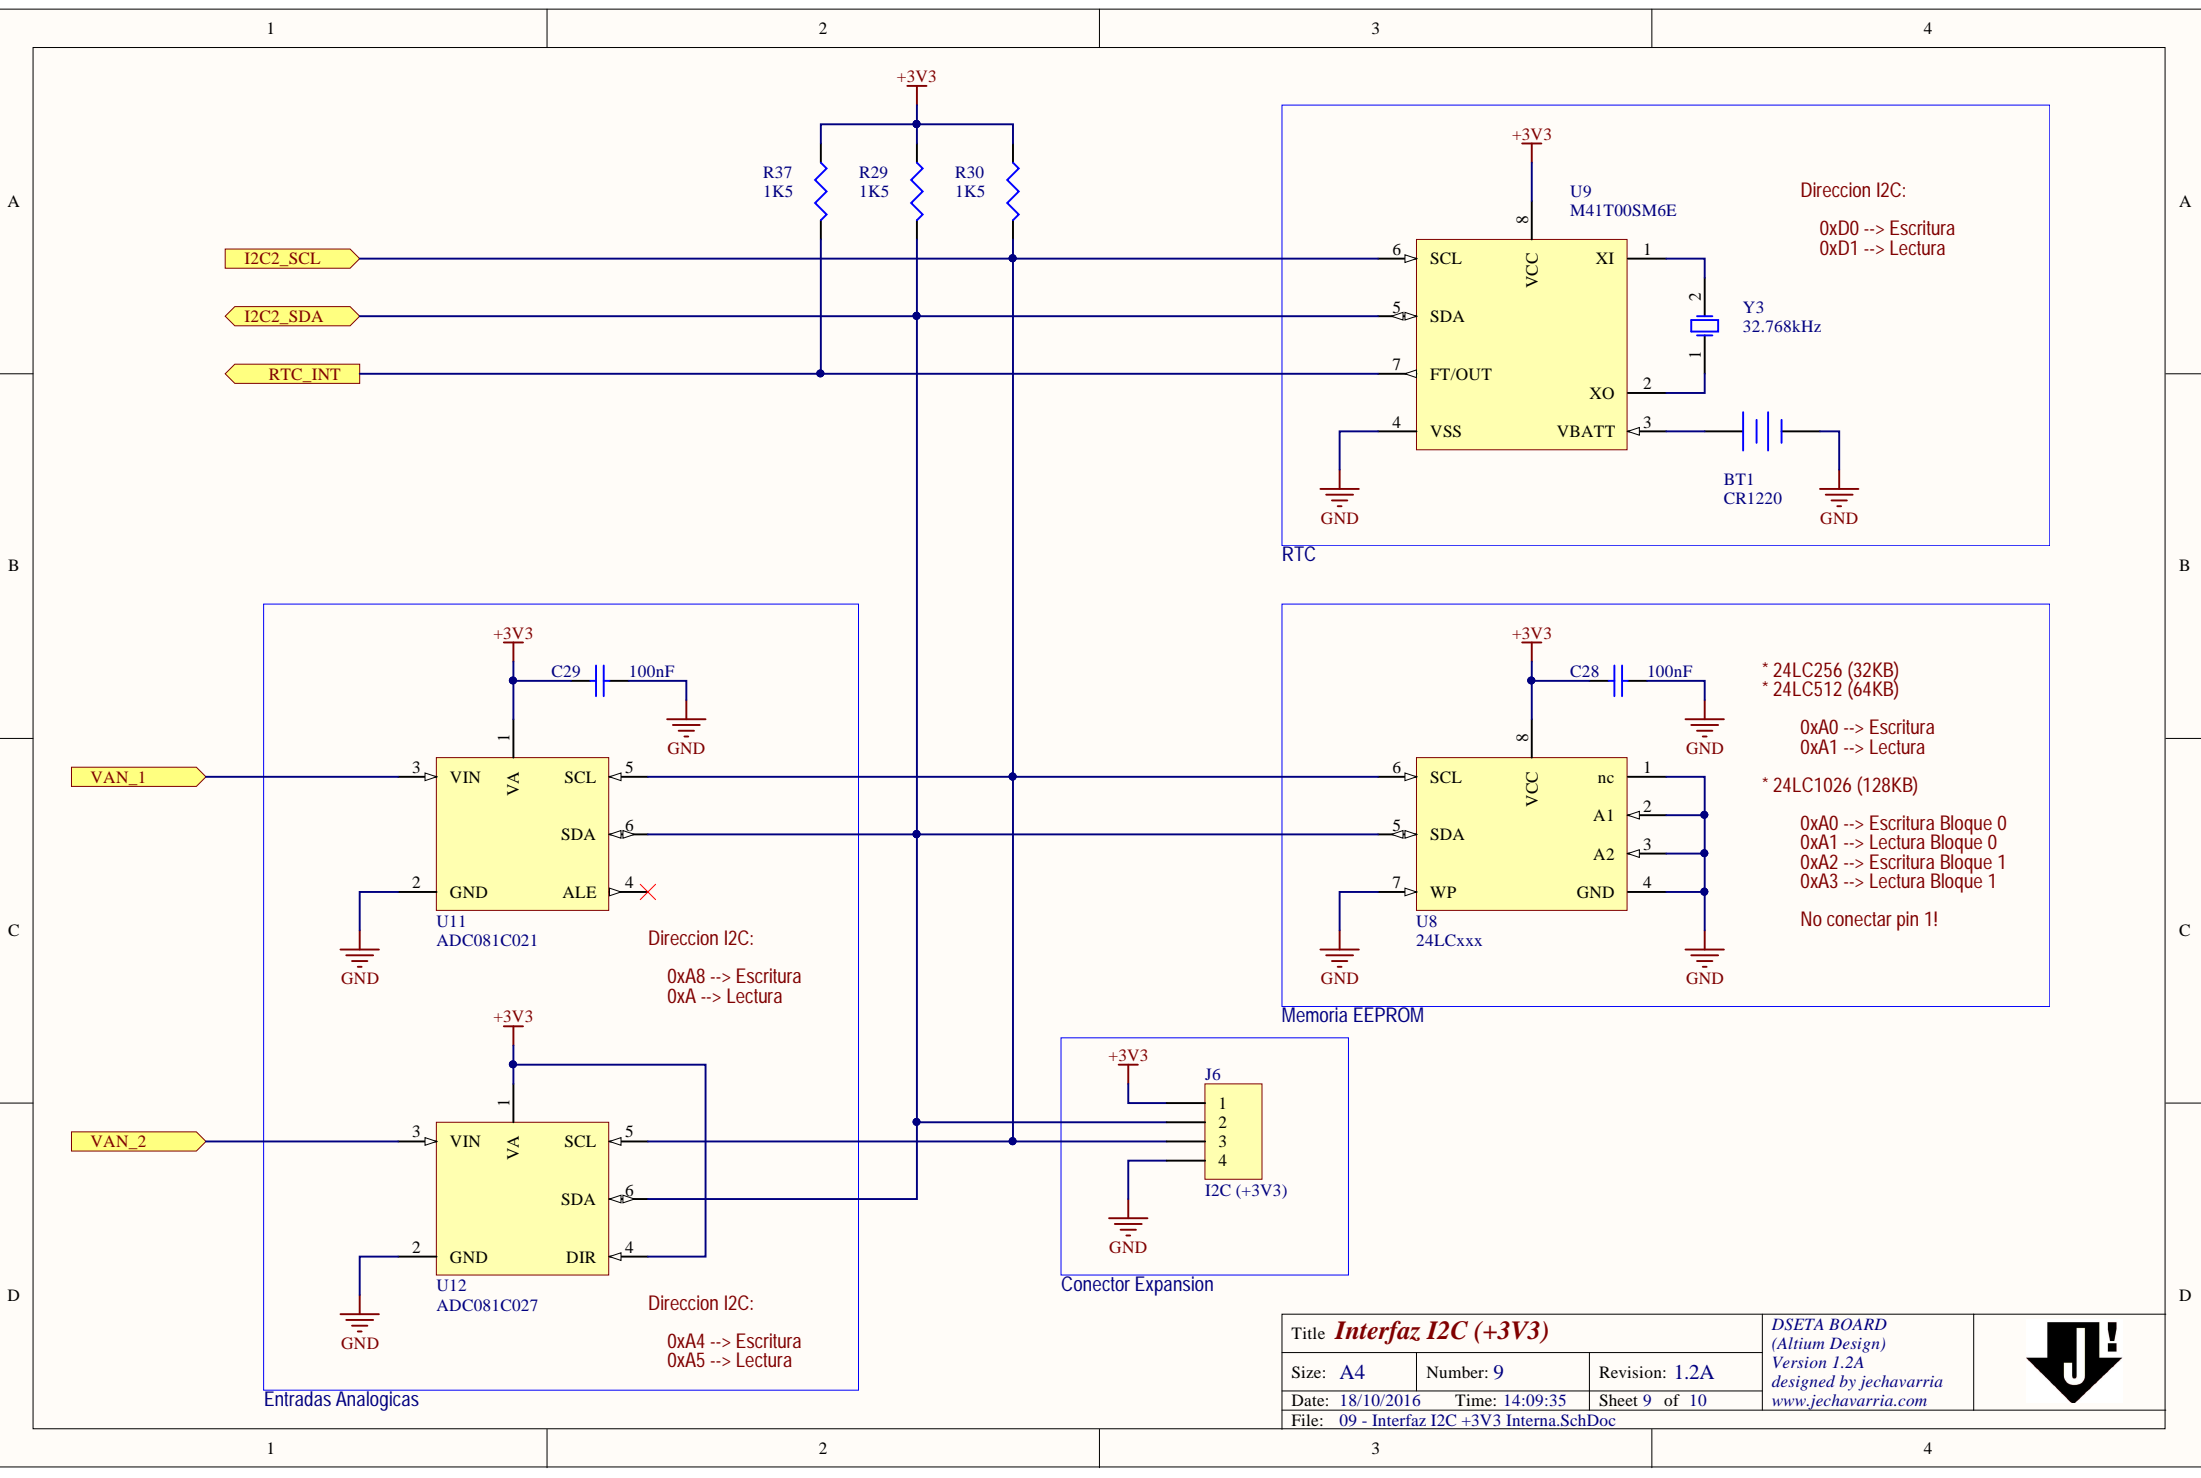 1 2 3 4
A A
B B
C C
D D
+3V3
R37
1K5
R29
1K5
R30
1K5
I2C2_SCL
I2C2_SDA
RTC_INT
+3V3
U9
M41T00SM6E
Direccion I2C:
0xD0 --> Escritura
0xD1 --> Lectura
8
VCC
6 SCL
5 SDA
7 FT/OUT
4 VSS
XI 1
XO 2
VBATT 3
2
1
Y3
32.768kHz
BT1
CR1220
GND
GND
RTC
+3V3
C29 100nF
GND
1
VA
VAN_1
3 VIN
SCL 5
SDA 6
2 GND
ALE 4
U11
ADC081C021
GND
Direccion I2C:
0xA8 --> Escritura
0xA --> Lectura
+3V3
1
VA
VAN_2
3 VIN
SCL 5
SDA 6
2 GND
DIR 4
U12
ADC081C027
GND
Direccion I2C:
0xA4 --> Escritura
0xA5 --> Lectura
Entradas Analogicas
+3V3
C28 100nF
GND
8
VCC
6 SCL
5 SDA
7 WP
nc 1
A1 2
A2 3
GND 4
U8
24LCxxx
GND
GND
* 24LC256 (32KB)
* 24LC512 (64KB)
0xA0 --> Escritura
0xA1 --> Lectura
* 24LC1026 (128KB)
0xA0 --> Escritura Bloque 0
0xA1 --> Lectura Bloque 0
0xA2 --> Escritura Bloque 1
0xA3 --> Lectura Bloque 1
No conectar pin 1!
Memoria EEPROM
+3V3
J6
1
2
3
4
I2C (+3V3)
GND
Conector Expansion
Title Interfaz I2C (+3V3)
Size: A4 Number: 9 Revision: 1.2A
Date: 18/10/2016 Time: 14:09:35 Sheet 9 of 10
File: 09 - Interfaz I2C +3V3 Interna.SchDoc
DSETA BOARD
(Altium Design)
Version 1.2A
designed by jechavarria
www.jechavarria.com
J!
1 2 3 4